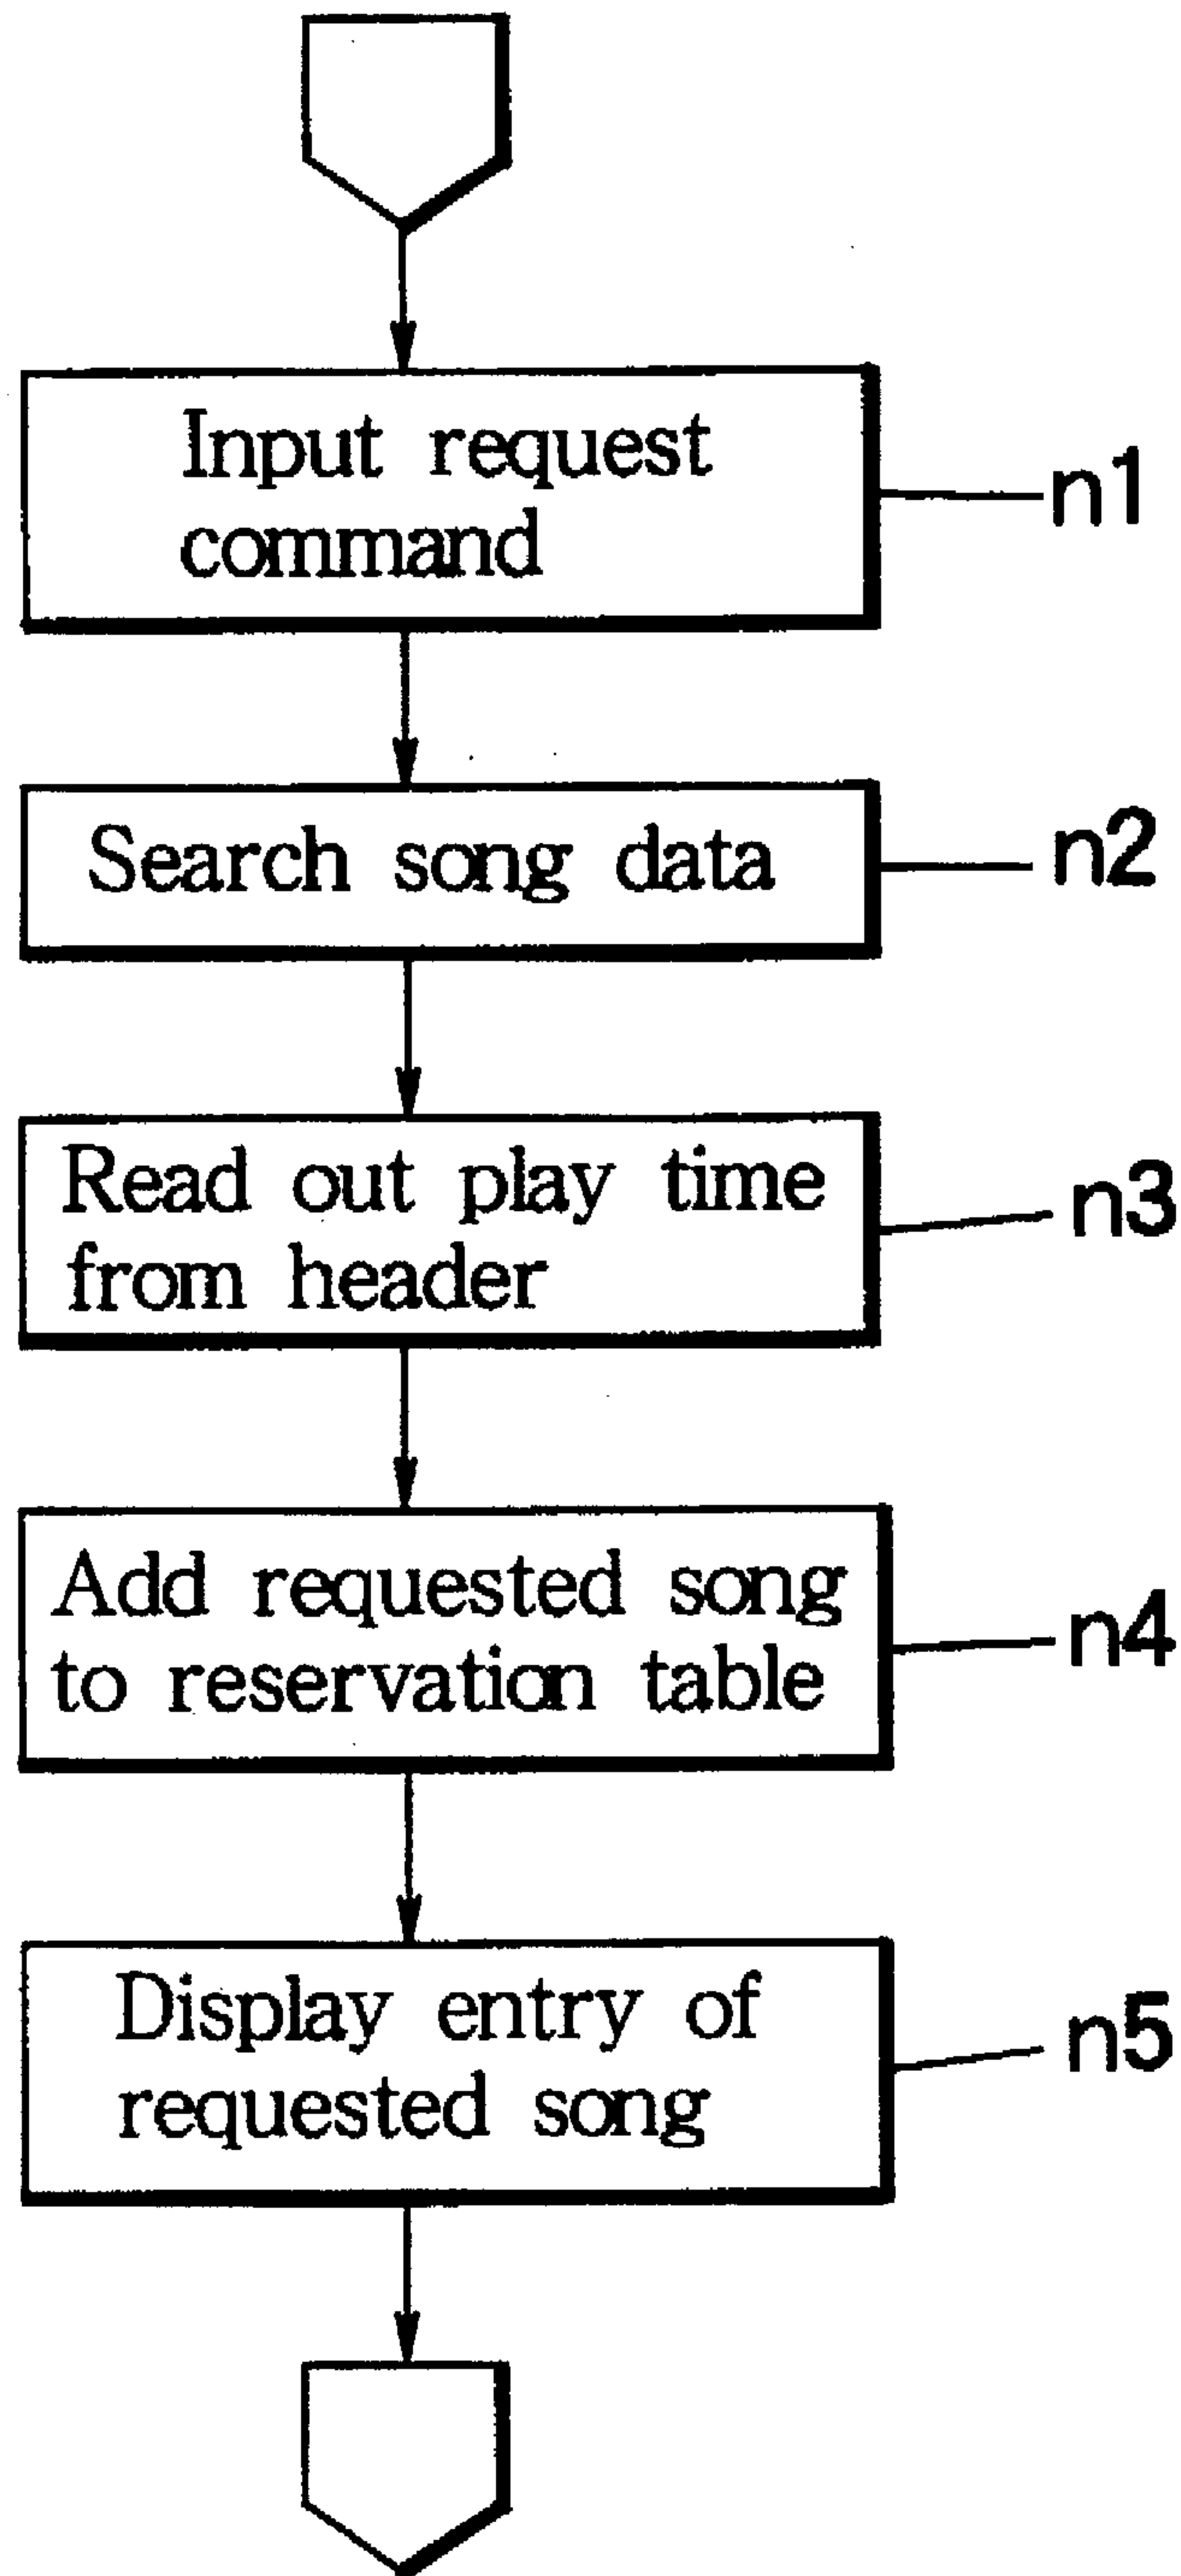 Input request
command
n1
Search song data
n2
Read out play time
from header
n3
Add requested song
to reservation table
n4
Display entry of
requested song
n5